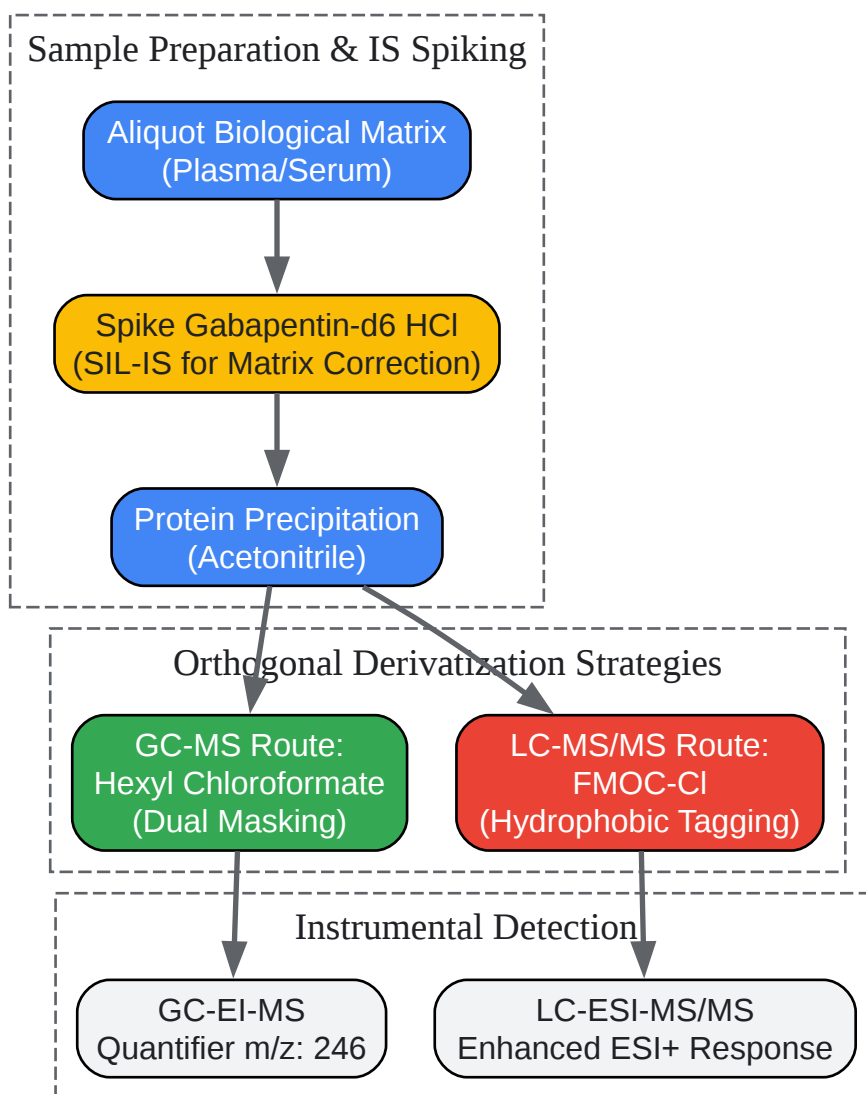 Sample Preparation & IS Spiking
Aliquot Biological Matrix
(Plasma/Serum)
Spike Gabapentin-d6 HCl
(SIL-IS for Matrix Correction)
Protein Precipitation
(Acetonitrile)
Orthogonal Derivatization Strategies
GC-MS Route:
Hexyl Chloroformate
(Dual Masking)
LC-MS/MS Route:
FMOC-Cl
(Hydrophobic Tagging)
Instrumental Detection
GC-EI-MS
Quantifier m/z: 246
LC-ESI-MS/MS
Enhanced ESI+ Response